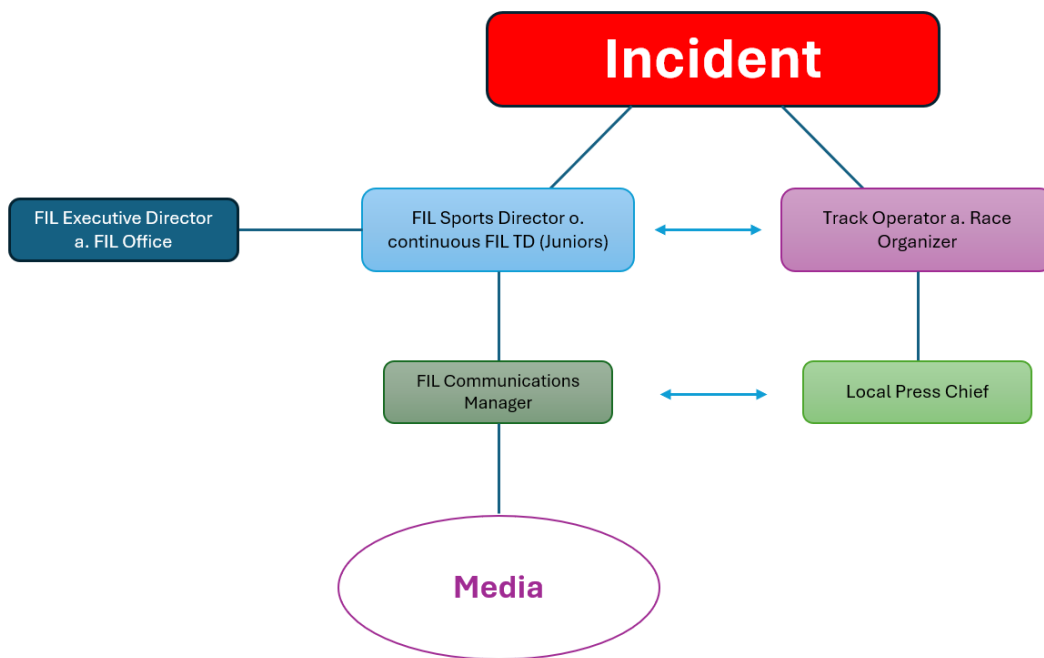 Incident
FIL Executive Director
a. FIL Office
FIL Sports Director o.
continuous FIL TD (Juniors)
Track Operator a. Race
Organizer
FIL Communications
Manager
Local Press Chief
Media